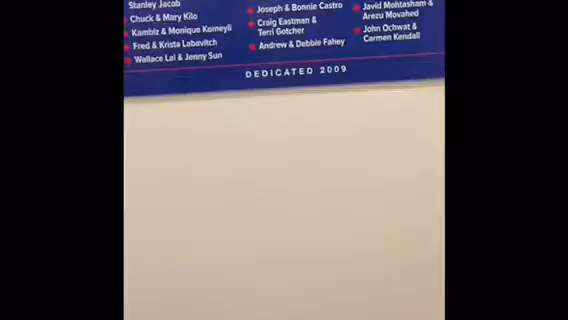 Stanley Jacob
Chuck & Mary Kilo
Kambiz & Monique Komeyli
Fred & Krista Labavitch
Wallace Lai & Jenny Sun
Joseph & Bonnie Castro
Craig Eastman &
Terri Gotcher
Andrew & Debbie Fahey
Javid Mohtasham &
Arezu Movahed
John Ochwat &
Carmen Kendall
DEDICATED 2009